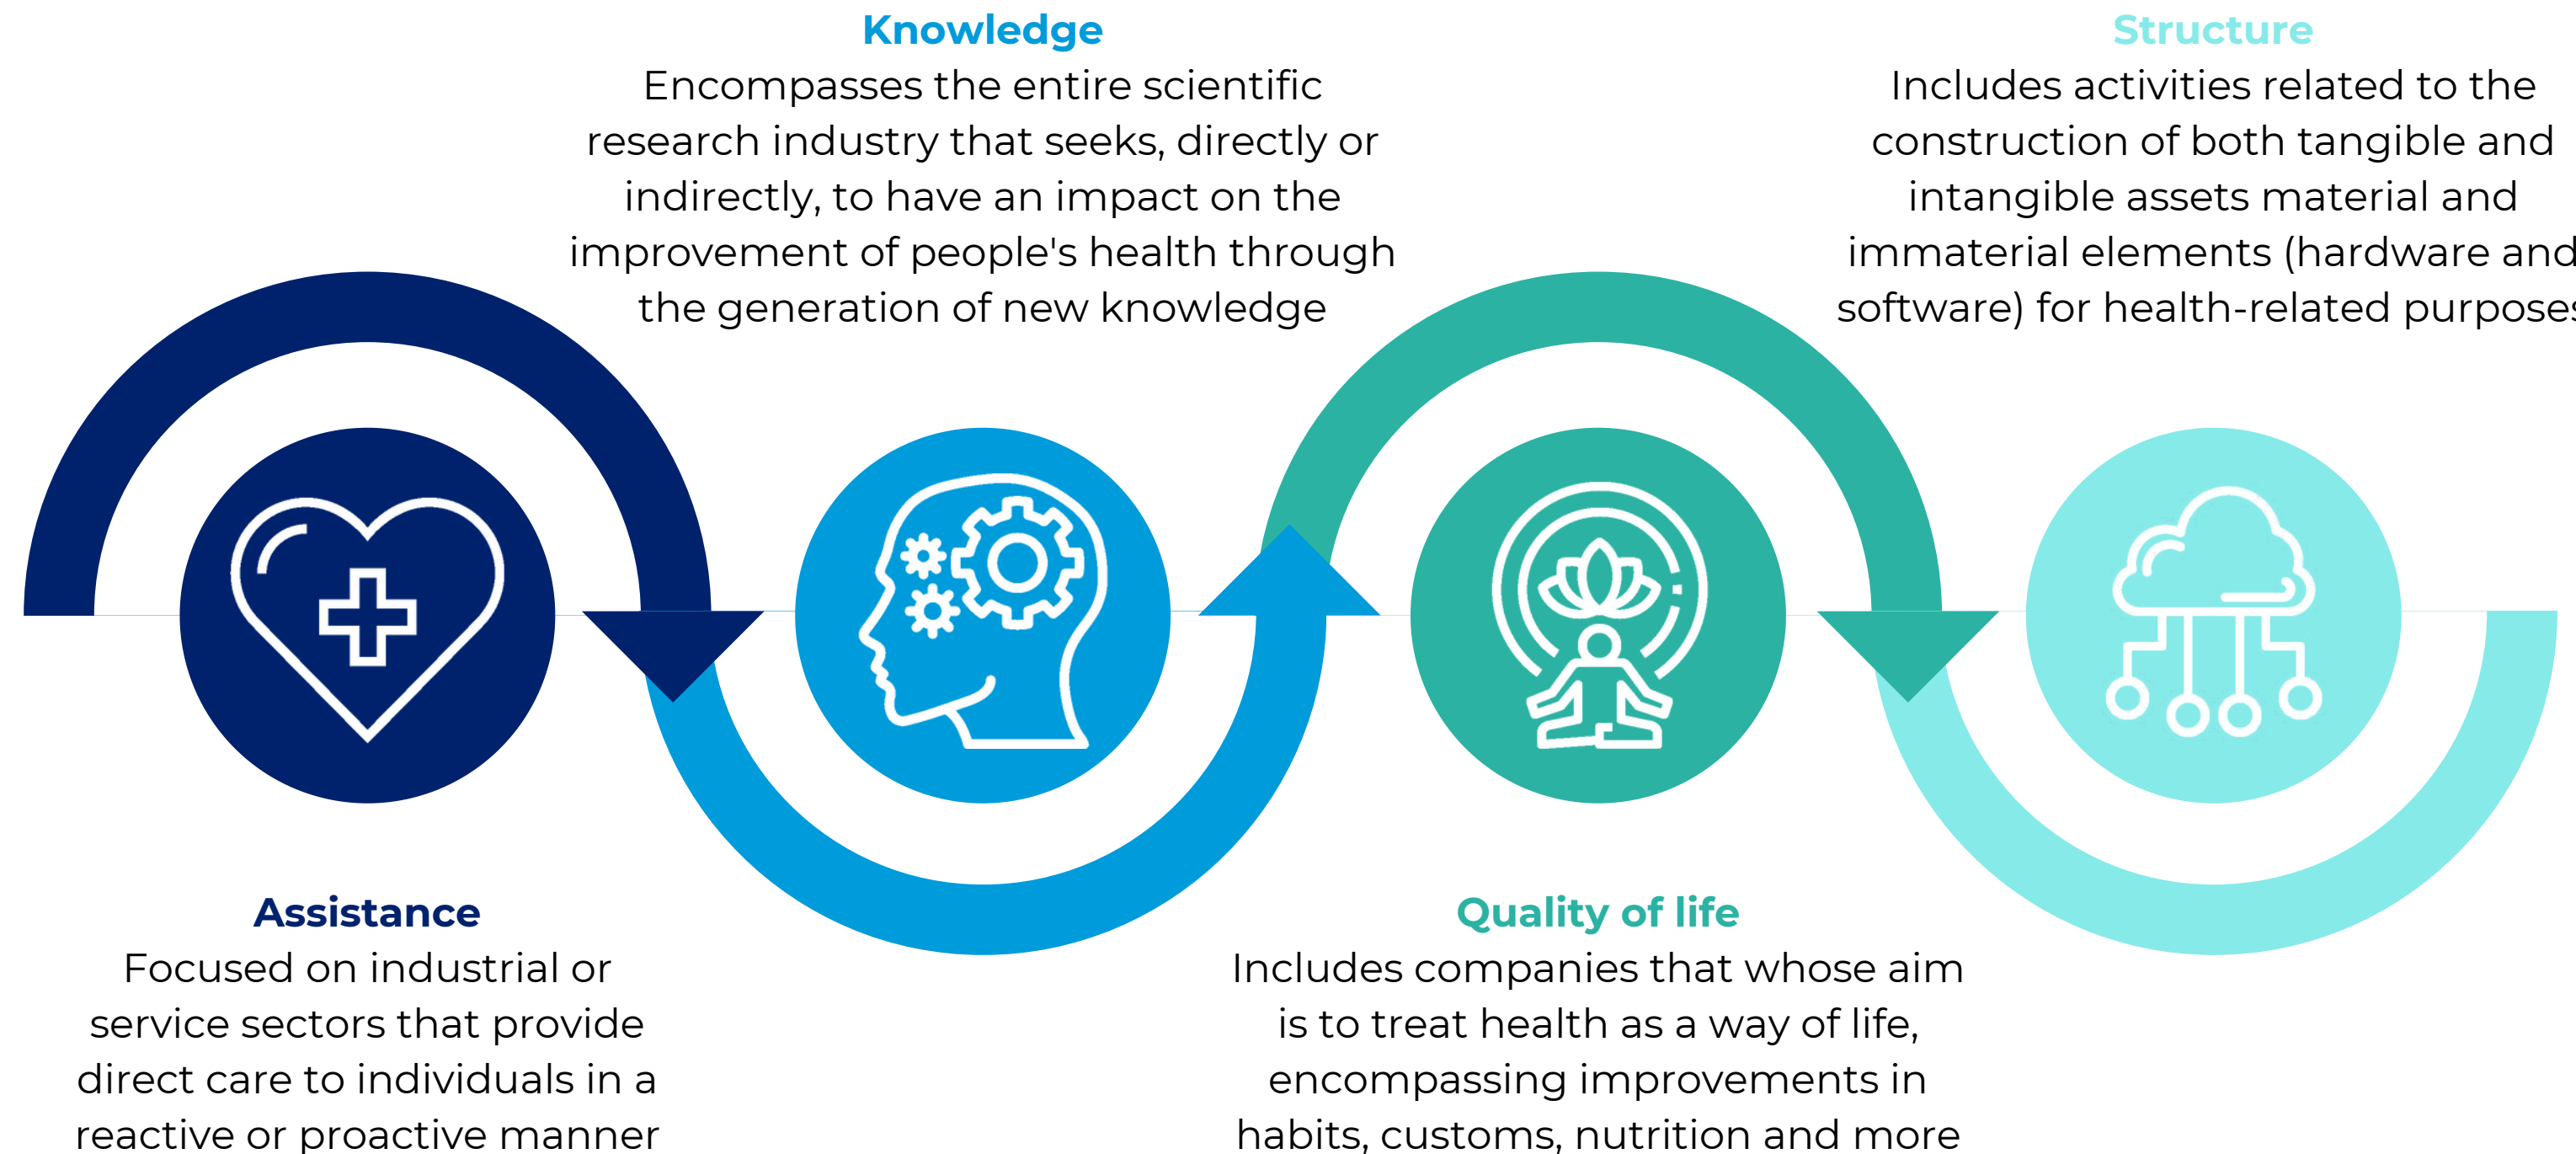 Knowledge
Encompasses the entire scientific
research industry that seeks, directly or
indirectly, to have an impact on the
improvement of people's health through
the generation of new knowledge
Structure
Includes activities related to the
construction of both tangible and
intangible assets material and
immaterial elements (hardware and
software) for health-related purposes
Assistance
Focused on industrial or
service sectors that provide
direct care to individuals in a
reactive or proactive manner
Quality of life
Includes companies that whose aim
is to treat health as a way of life,
encompassing improvements in
habits, customs, nutrition and more